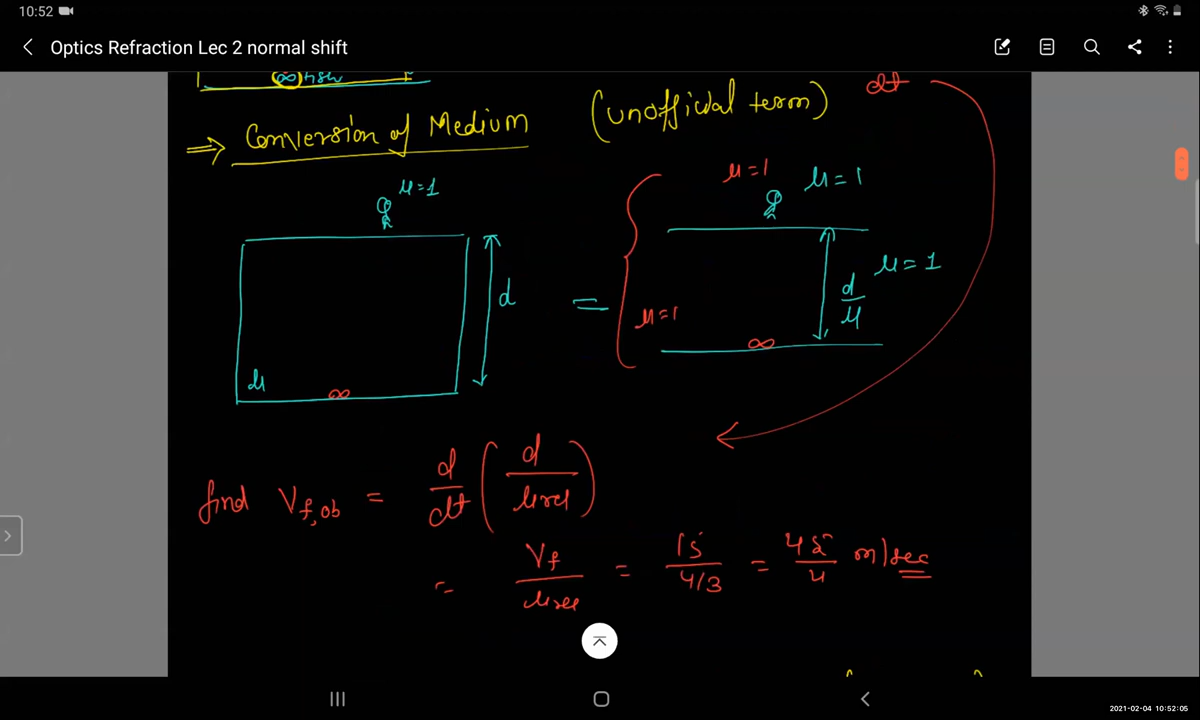 10:52
Optics Refraction Lec 2 normal shift
dt
⇒ Conversion of Medium (unofficial term)
μ=1
μ=1 μ=1
d
=
μ=1
d/μ
μ=1
μ
find V_f,ob = d/dt (d/μrel)
= V_f/μrel = 15/4/3 = 45/4 m/sec
2021-02-04 10:52:05